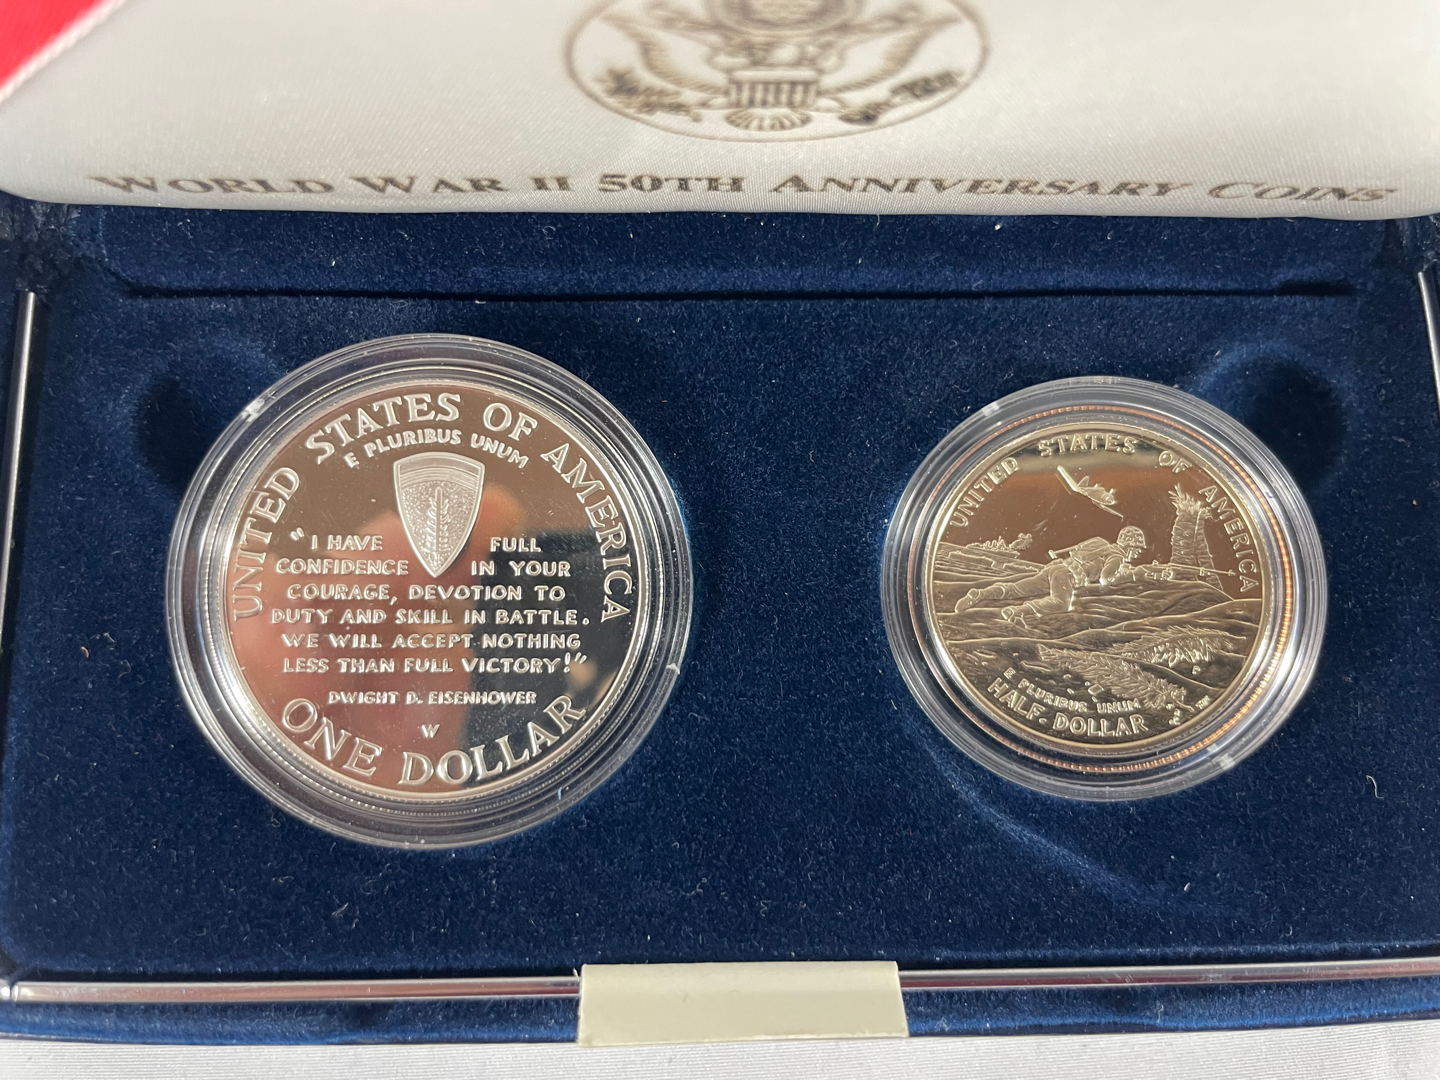 WORLD WAR II 50TH ANNIVERSARY COINS
UNITED STATES OF AMERICA
E PLURIBUS UNUM
"I HAVE FULL
CONFIDENCE IN YOUR
COURAGE, DEVOTION TO
DUTY AND SKILL IN BATTLE.
WE WILL ACCEPT NOTHING
LESS THAN FULL VICTORY!"
DWIGHT D. EISENHOWER
W
ONE DOLLAR
UNITED STATES OF AMERICA
E PLURIBUS UNUM
HALF DOLLAR